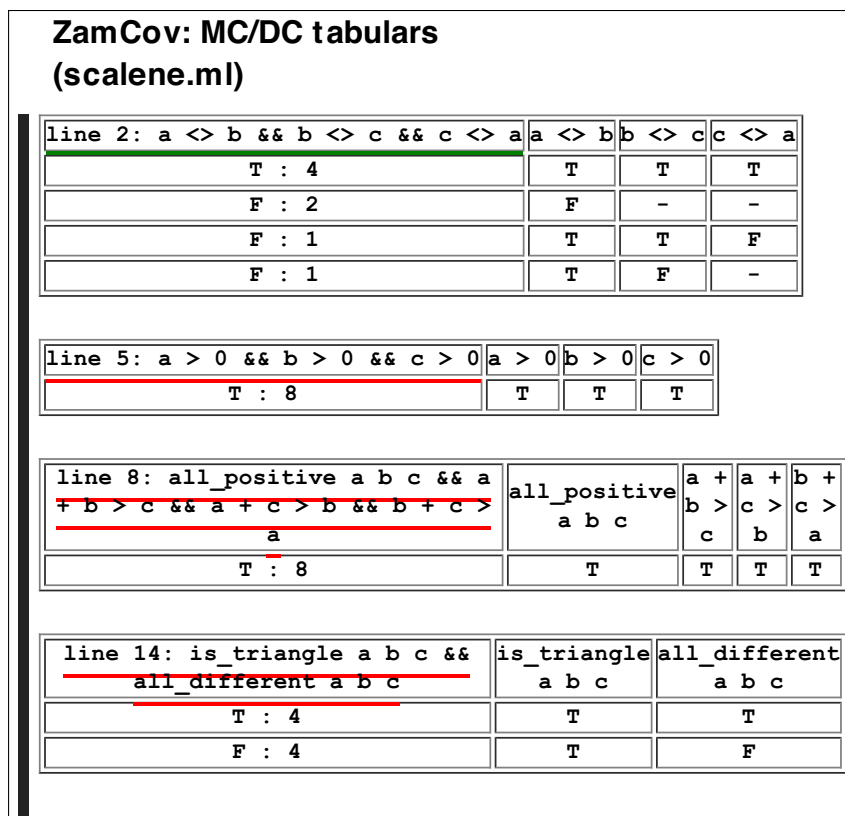 ZamCov: MC/DC tabulars
(scalene.ml)
line 2: a <> b && b <> c && c <> a a <> b b <> c c <> a
T : 4 T T T
F : 2 F - -
F : 1 T T F
F : 1 T F -
line 5: a > 0 && b > 0 && c > 0 a > 0 b > 0 c > 0
T : 8 T T T
line 8: all_positive a b c && a
+ b > c && a + c > b && b + c >
a
all_positive
a b c
a +
b >
c
a +
c >
b
b +
c >
a
T : 8 T T T T
line 14: is_triangle a b c &&
all_different a b c
is_triangle
a b c
all_different
a b c
T : 4 T T
F : 4 T F